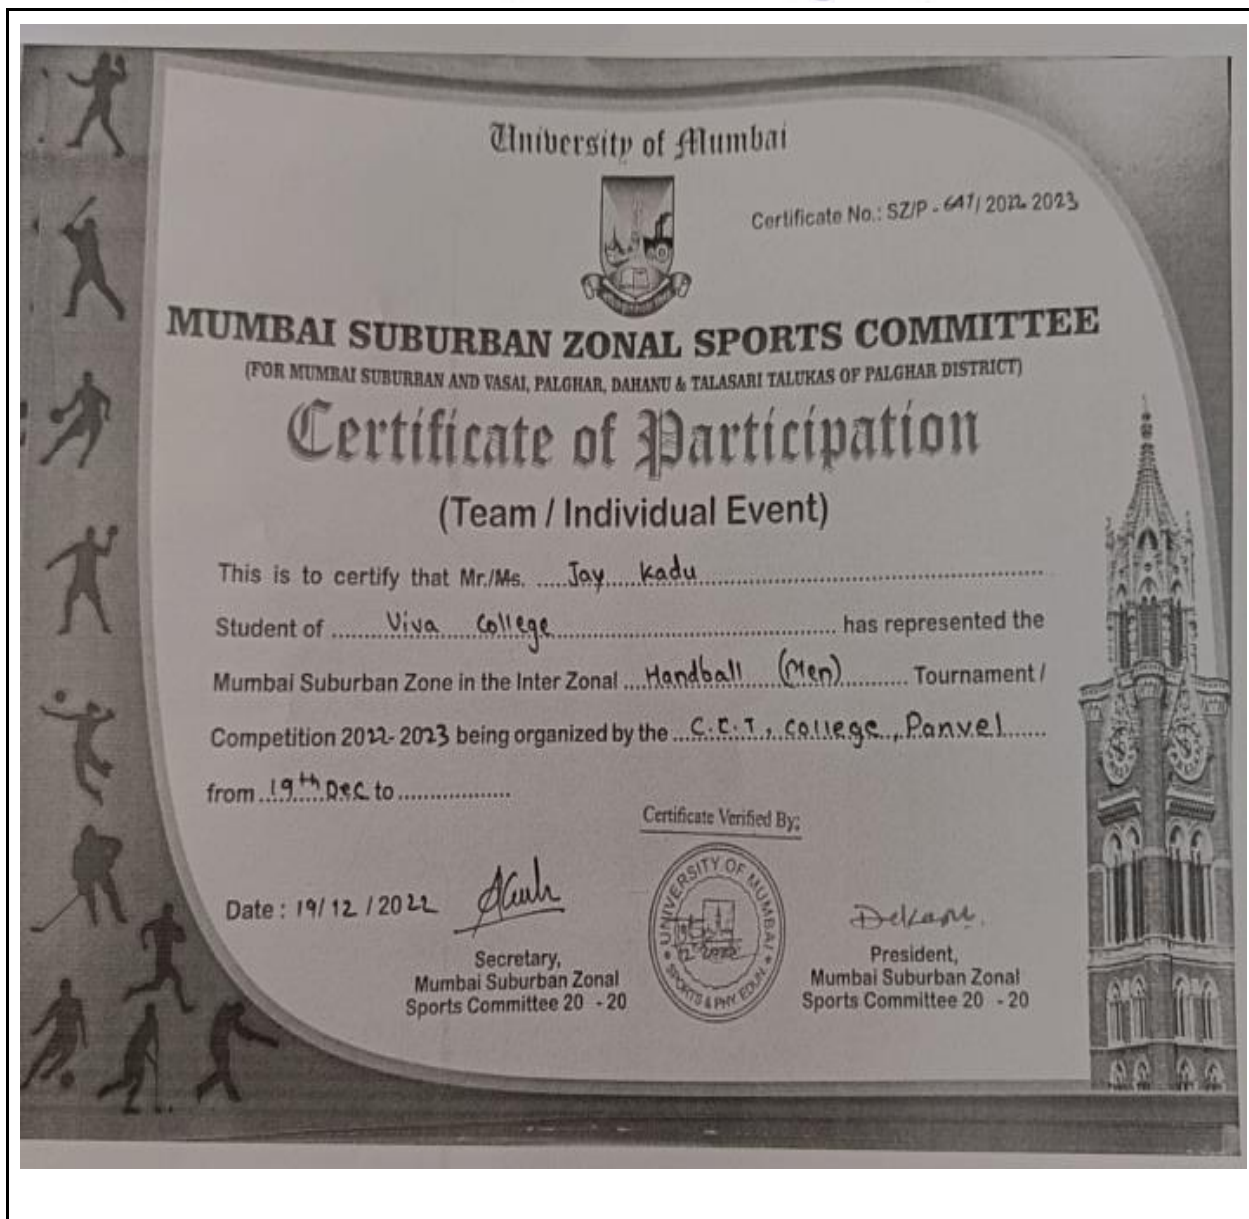 University of Mumbai
Certificate No.: SZ/P - 641/ 2022 2023
MUMBAI SUBURBAN ZONAL SPORTS COMMITTEE
(FOR MUMBAI SUBURBAN AND VASAI, PALGHAR, DAHANU & TALASARI TALUKAS OF PALGHAR DISTRICT)
Certificate of Participation
(Team / Individual Event)
This is to certify that Mr./Ms. .....Jay....Kadu..........
Student of ..........Viva College.......... has represented the
Mumbai Suburban Zone in the Inter Zonal ....Handball (Men).......... Tournament /
Competition 2022- 2023 being organized by the ...C.C.T., College, Panvel......
from ..19th Dec to ..................
Certificate Verified By:
Date : 19/ 12 / 2022
UNIVERSITY OF MUMBAI
SPORTS & PHY. EDUN.
Secretary,
Mumbai Suburban Zonal
Sports Committee 20 - 20
President,
Mumbai Suburban Zonal
Sports Committee 20 - 20